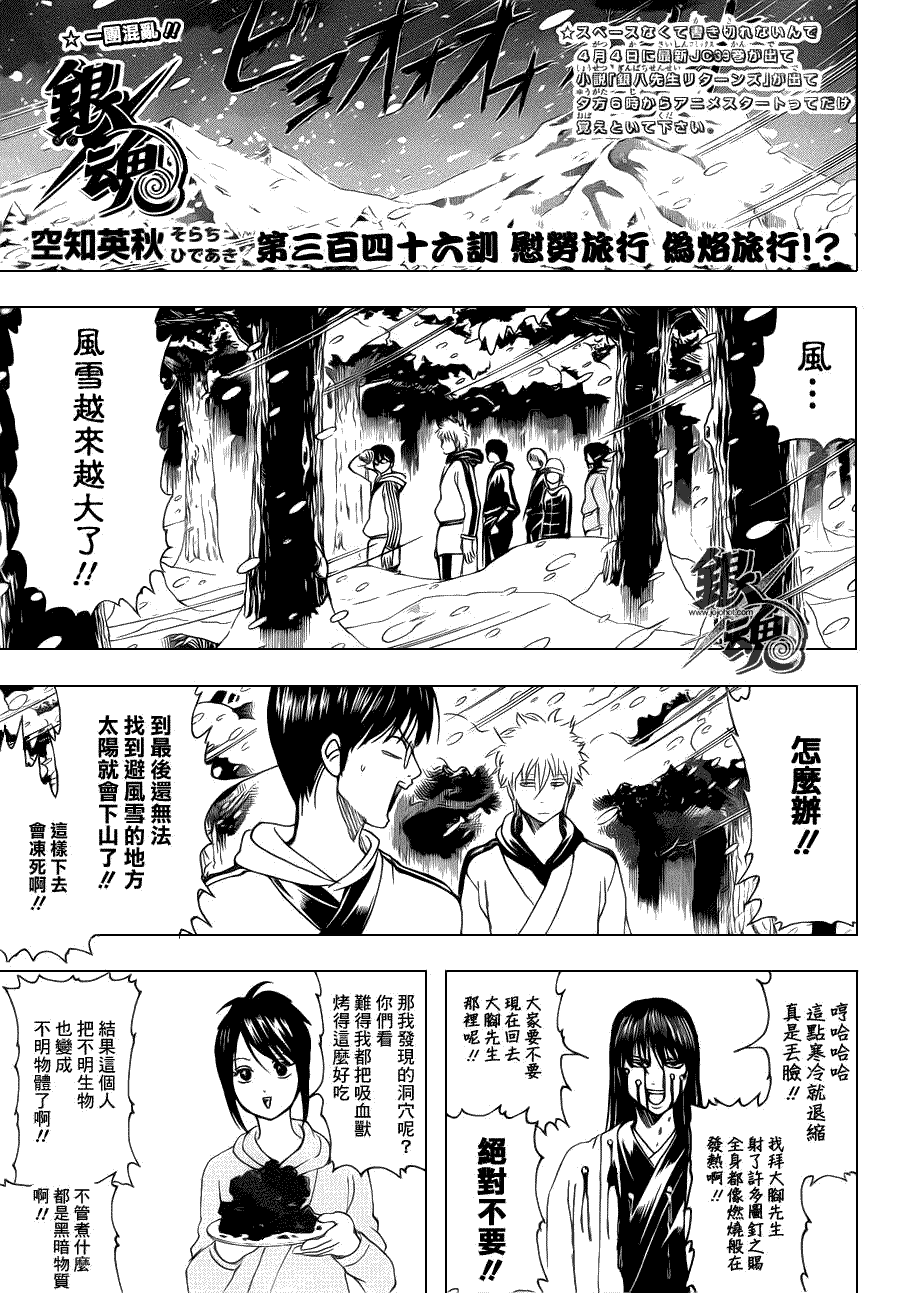 ☆一團混亂!!
銀魂
ビョオオオオ
☆スペースなくて書き切れないんで
4月4日に最新JC39巻が出て
小説「銀八先生リターンズ」が出て
夕方6時からアニメスタートってだけ
覚えといて下さい。
空知英秋
そらち
ひであき
第三百四十六訓 慰勞旅行 偽焰旅行!?
風…
風雪越來越大了!!
銀魂
www.jojohot.com
怎麼辦!!
到最後還無法
找到避風雪的地方
太陽就會下山了!!
這樣下去
會凍死啊!!
哼哈哈哈
這點寒冷就退縮
真是丟臉!!
我拜大腳先生
射了許多圖釘之賜
全身都像燃燒般在
發熱啊!!
大家要不要
現在回去
大腳先生
那裡呢!!
絕對不要!!
那我發現的洞穴呢?
你們看
難得我都把吸血獸
烤得這麼好吃
結果這個人
把不明生物
也變成
不明物體了啊!!
不管煮什麼
都是黑暗物質
啊!!